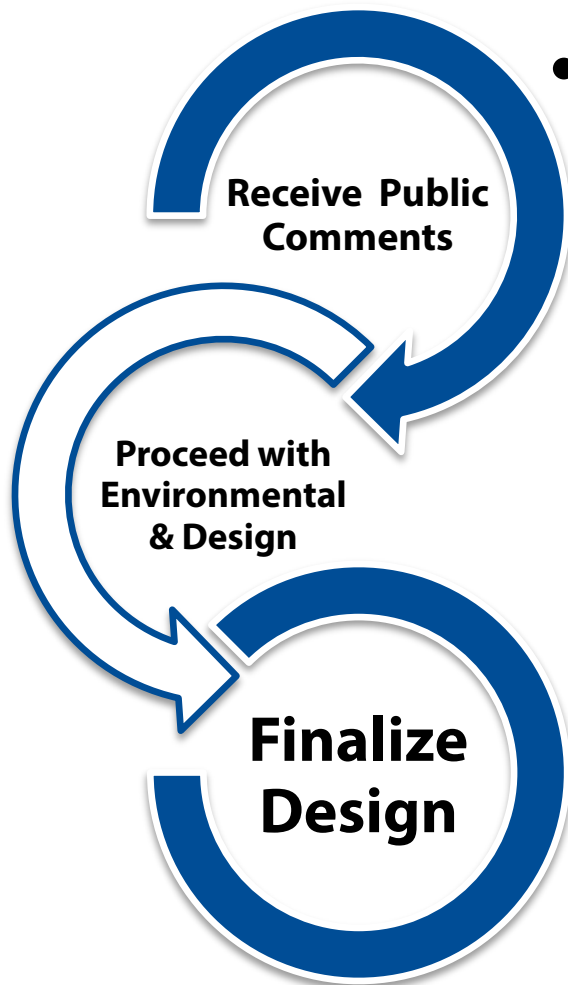 Receive Public
Comments
Proceed with
Environmental
& Design
Finalize
Design